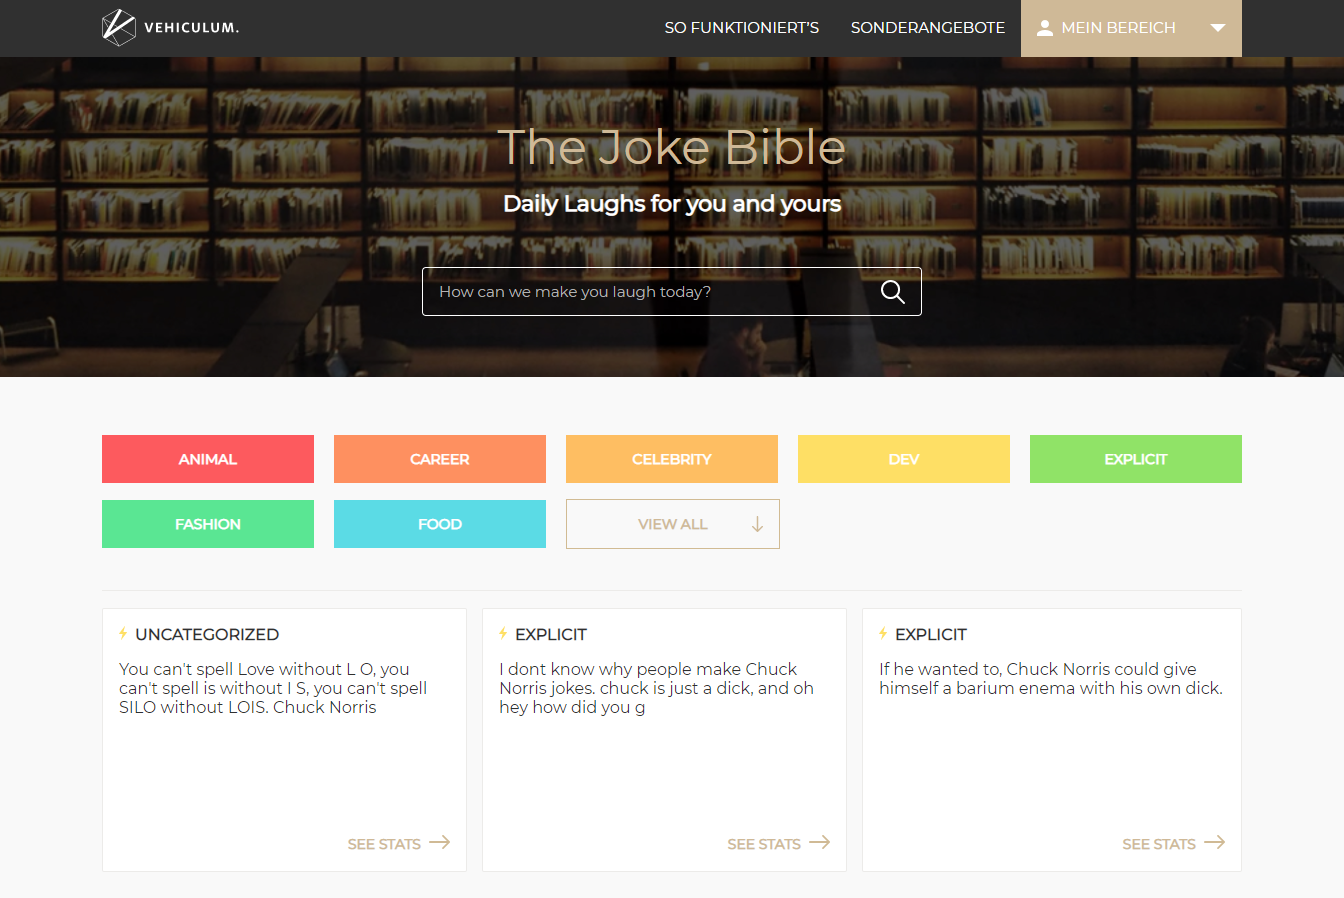 VEHICULUM.
SO FUNKTIONIERT'S
SONDERANGEBOTE
MEIN BEREICH
The Joke Bible
Daily Laughs for you and yours
How can we make you laugh today?
ANIMAL
CAREER
CELEBRITY
DEV
EXPLICIT
FASHION
FOOD
VIEW ALL
UNCATEGORIZED
You can't spell Love without L O, you
can't spell is without I S, you can't spell
SILO without LOIS. Chuck Norris
SEE STATS
EXPLICIT
I dont know why people make Chuck
Norris jokes. chuck is just a dick, and oh
hey how did you g
SEE STATS
EXPLICIT
If he wanted to, Chuck Norris could give
himself a barium enema with his own dick.
SEE STATS